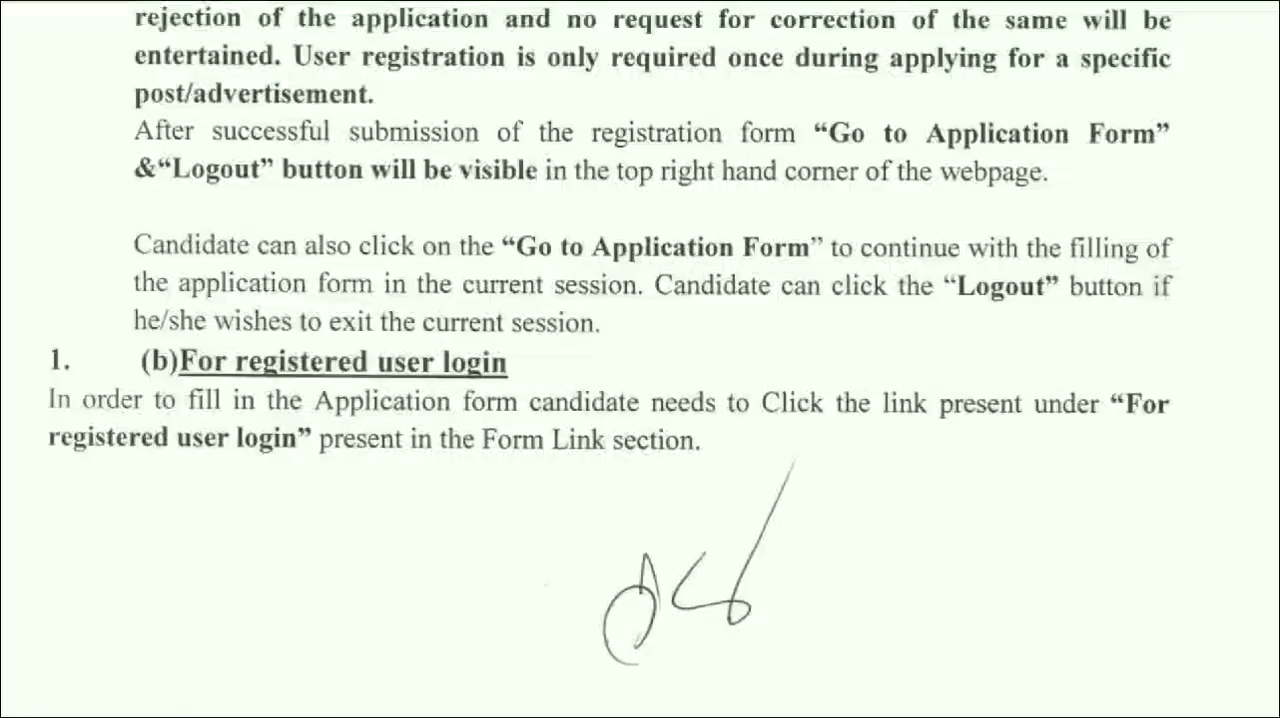 rejection of the application and no request for correction of the same will be
entertained. User registration is only required once during applying for a specific
post/advertisement.
After successful submission of the registration form “Go to Application Form”
&“Logout” button will be visible in the top right hand corner of the webpage.
Candidate can also click on the “Go to Application Form” to continue with the filling of
the application form in the current session. Candidate can click the “Logout” button if
he/she wishes to exit the current session.
1. (b)For registered user login
In order to fill in the Application form candidate needs to Click the link present under “For
registered user login” present in the Form Link section.